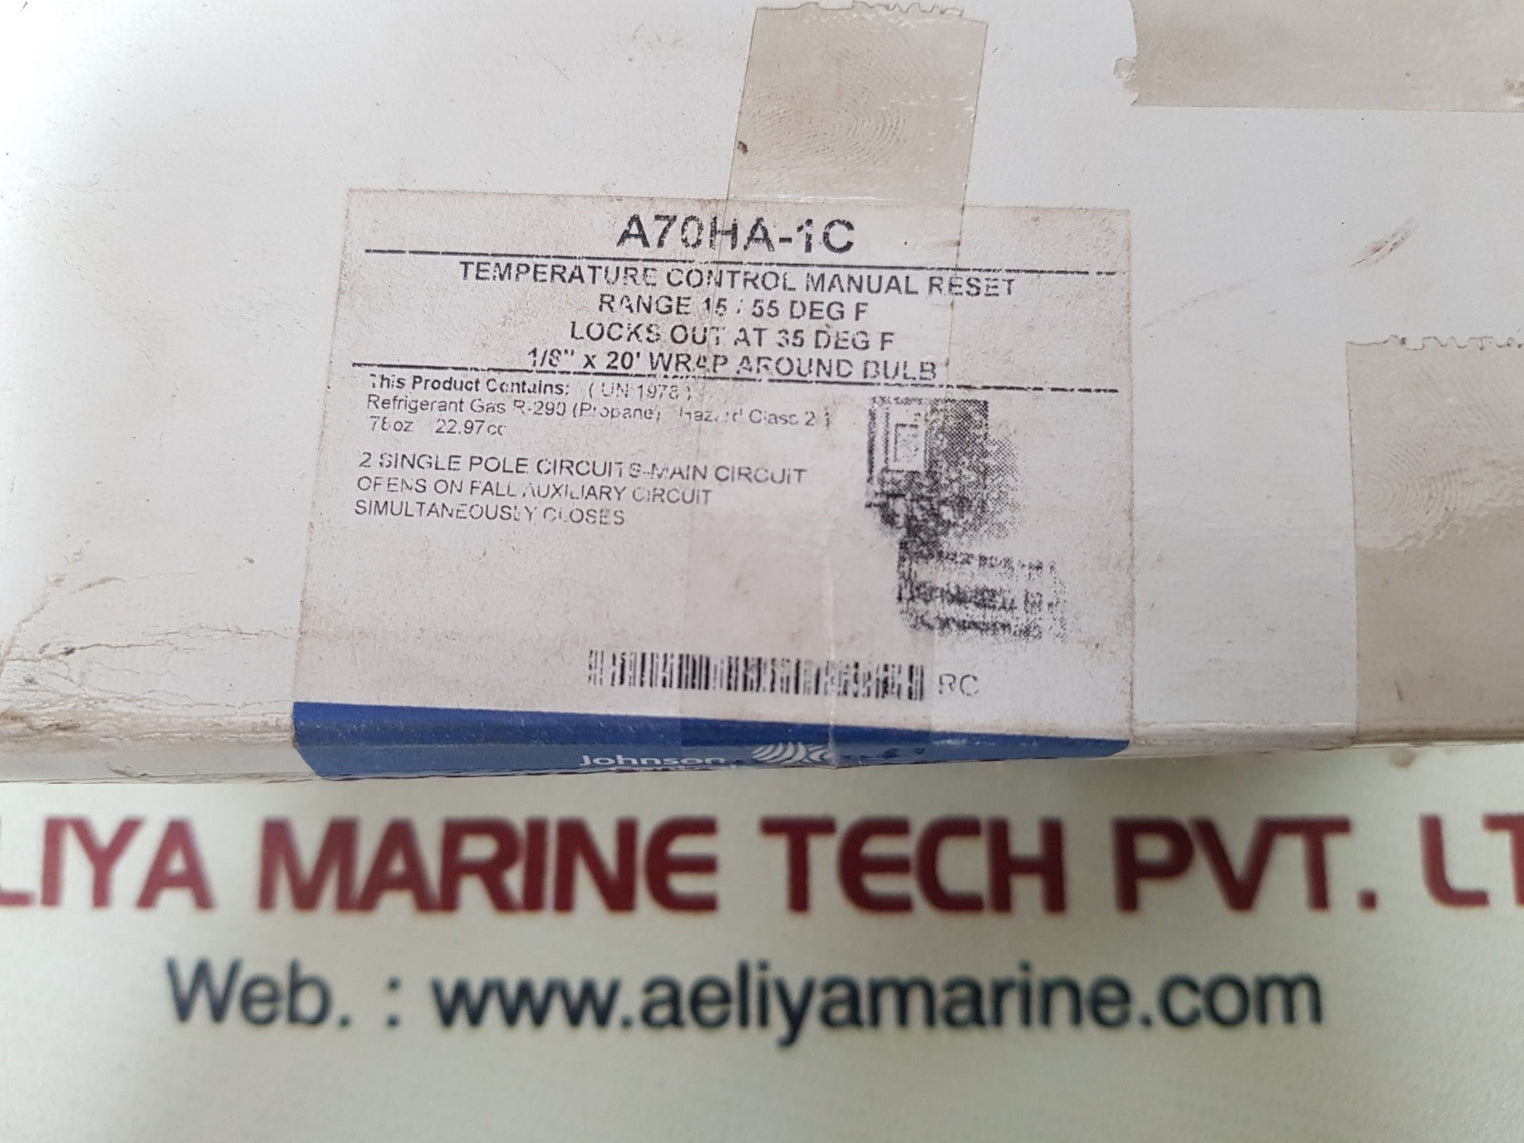 A70HA-1C
TEMPERATURE CONTROL MANUAL RESET
RANGE 15 / 55 DEG F
LOCKS OUT AT 35 DEG F
1/8" x 20' WRAP AROUND BULB
This Product Contains: ( UN 1978 )
Refrigerant Gas R-290 (Propane) Hazard Class 2.1
22.97cc
2 SINGLE POLE CIRCUITS-MAIN CIRCUIT
OPENS ON FALL AUXILIARY CIRCUIT
SIMULTANEOUSLY CLOSES
RC
Johnson
LIYA MARINE TECH PVT. LT
Web. : www.aeliyamarine.com